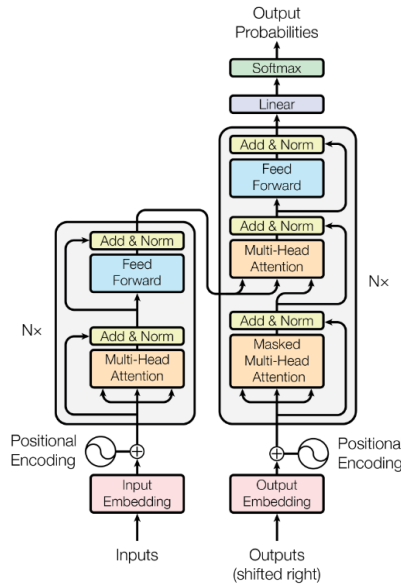 Output
Probabilities
Softmax
Linear
Add & Norm
Feed
Forward
Add & Norm
Multi-Head
Attention
Add & Norm
Masked
Multi-Head
Attention
Nx
Add & Norm
Feed
Forward
Add & Norm
Multi-Head
Attention
Nx
Positional
Encoding
Positional
Encoding
Input
Embedding
Output
Embedding
Inputs
Outputs
(shifted right)